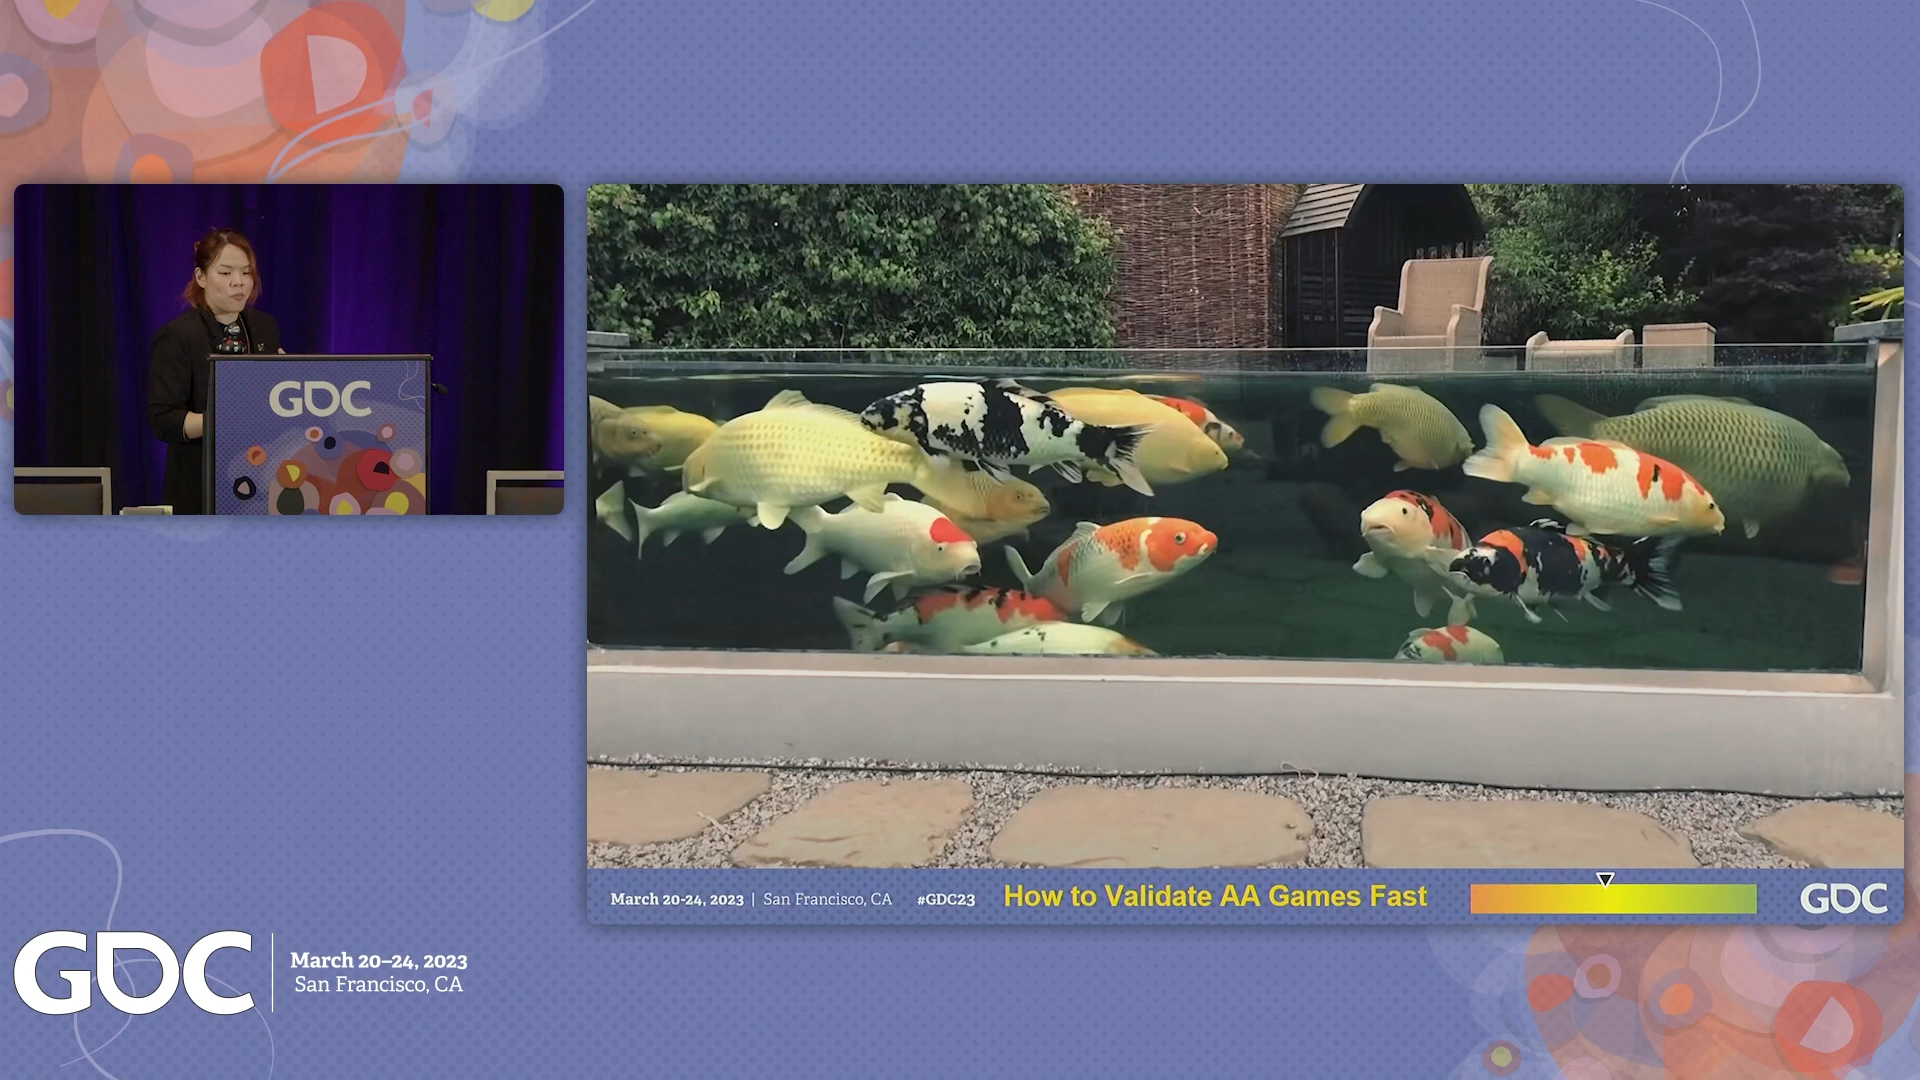 GDC
March 20-24, 2023 | San Francisco, CA #GDC23 How to Validate AA Games Fast GDC
GDC
March 20–24, 2023
San Francisco, CA